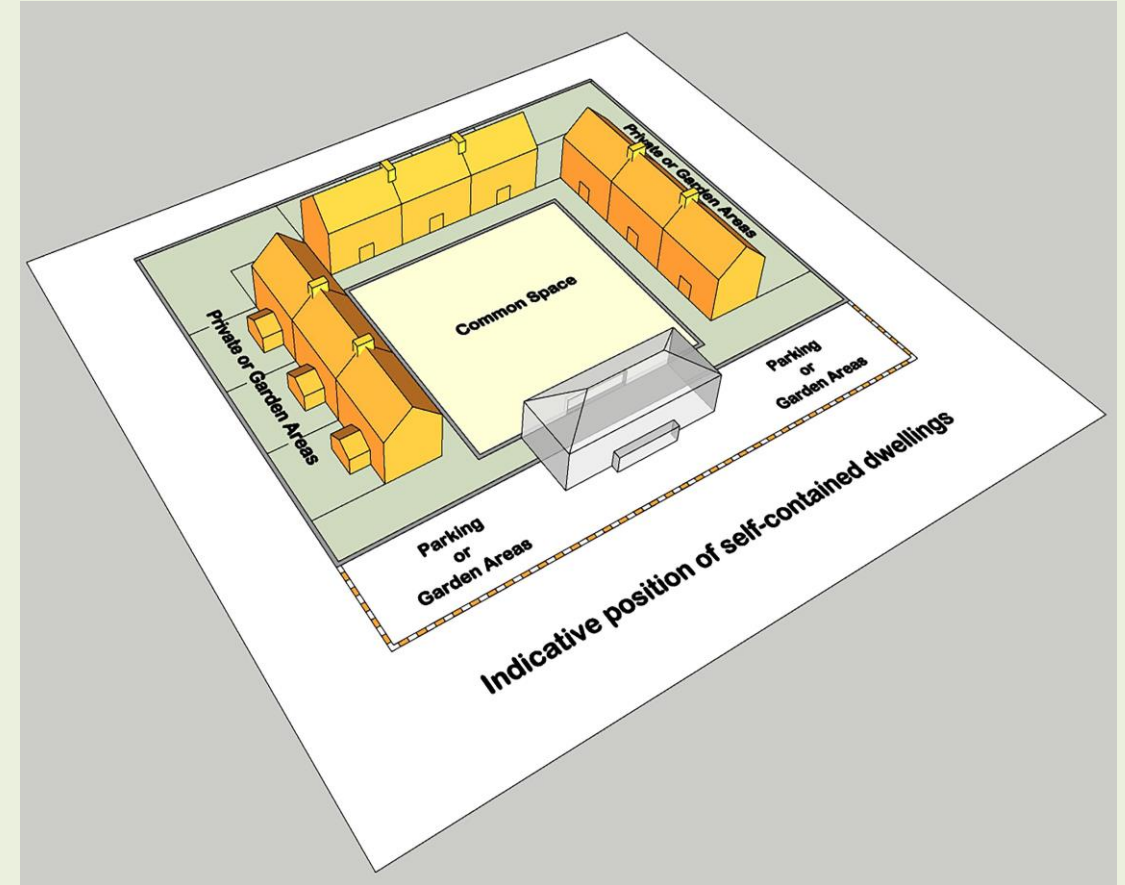 Private or Garden Areas
Common Space
Private or Garden Areas
Parking
or
Garden Areas
Parking
or
Garden Areas
Indicative position of self-contained dwellings